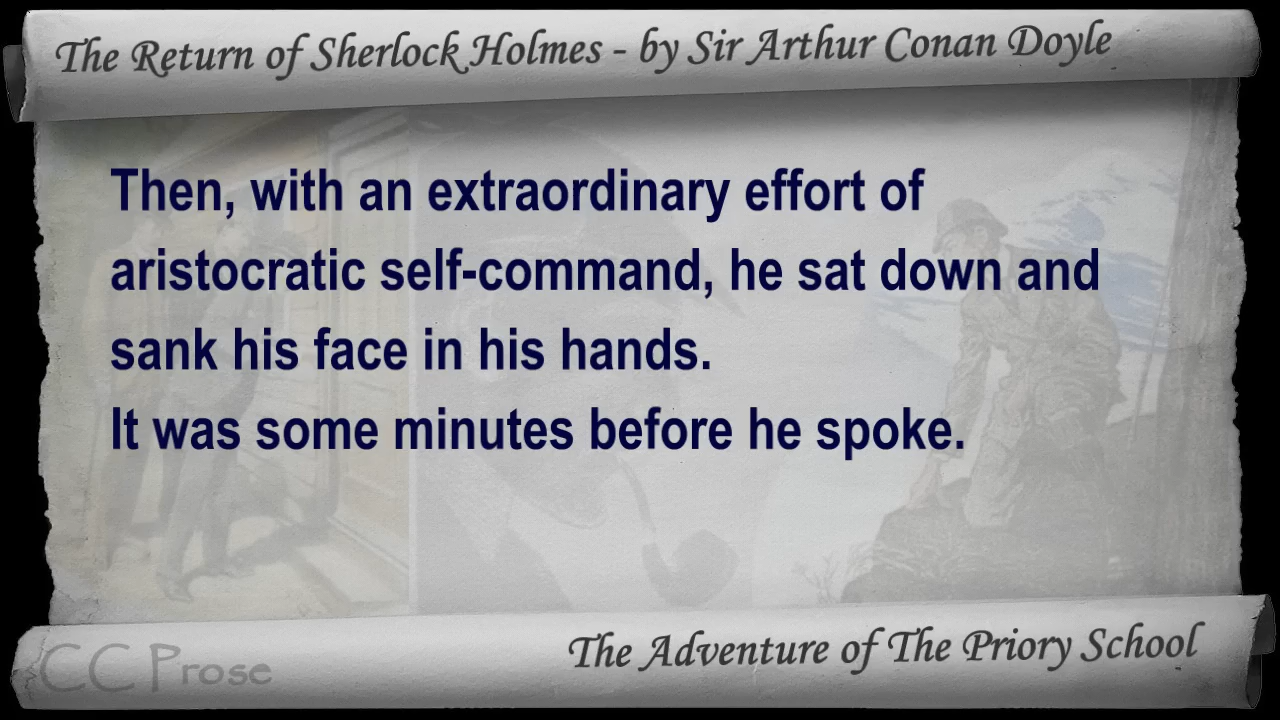 The Return of Sherlock Holmes - by Sir Arthur Conan Doyle
Then, with an extraordinary effort of
aristocratic self-command, he sat down and
sank his face in his hands.
It was some minutes before he spoke.
The Adventure of The Priory School
CC Prose